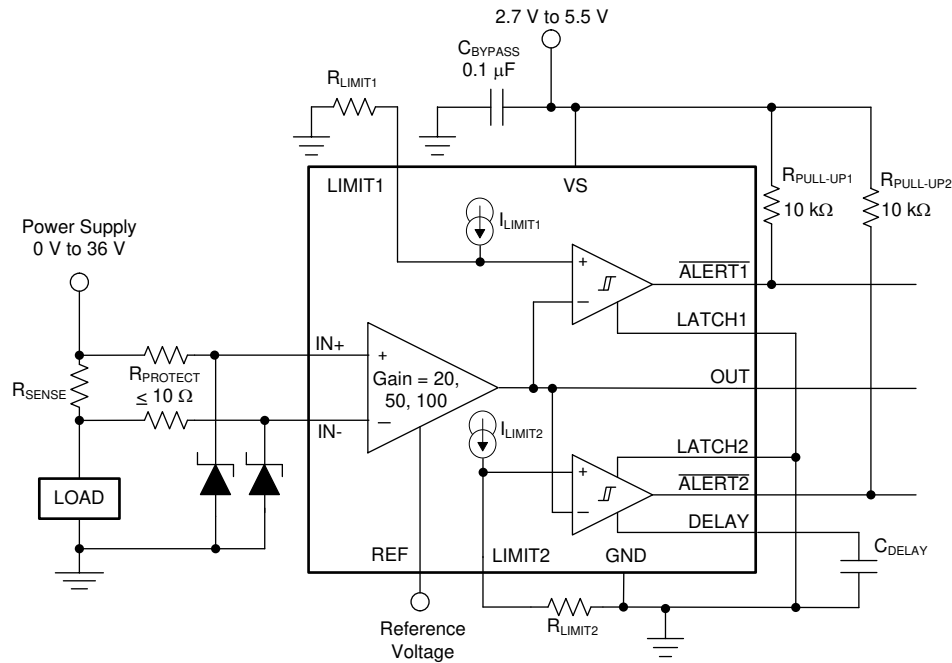 2.7 V to 5.5 V
CBYPASS
0.1 μF
RLIMIT1
LIMIT1
VS
RPULL-UP1
10 kΩ
RPULL-UP2
10 kΩ
Power Supply
0 V to 36 V
ILIMIT1
+
−
ALERT1
LATCH1
IN+
RSENSE
RPROTECT
≤ 10 Ω
+
Gain = 20,
50, 100
−
OUT
IN-
ILIMIT2
LATCH2
+
−
ALERT2
LOAD
DELAY
REF
LIMIT2
GND
CDELAY
RLIMIT2
Reference
Voltage